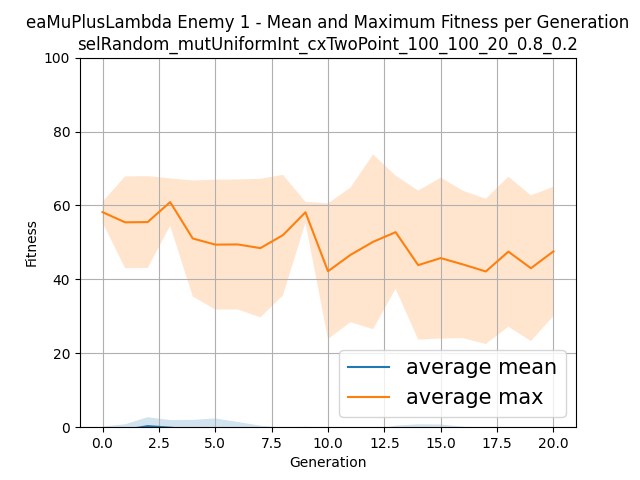 eaMuPlusLambda Enemy 1 - Mean and Maximum Fitness per Generation
selRandom_mutUniformInt_cxTwoPoint_100_100_20_0.8_0.2
100
80
60
40
20
0
Fitness
average mean
average max
0.0 2.5 5.0 7.5 10.0 12.5 15.0 17.5 20.0
Generation